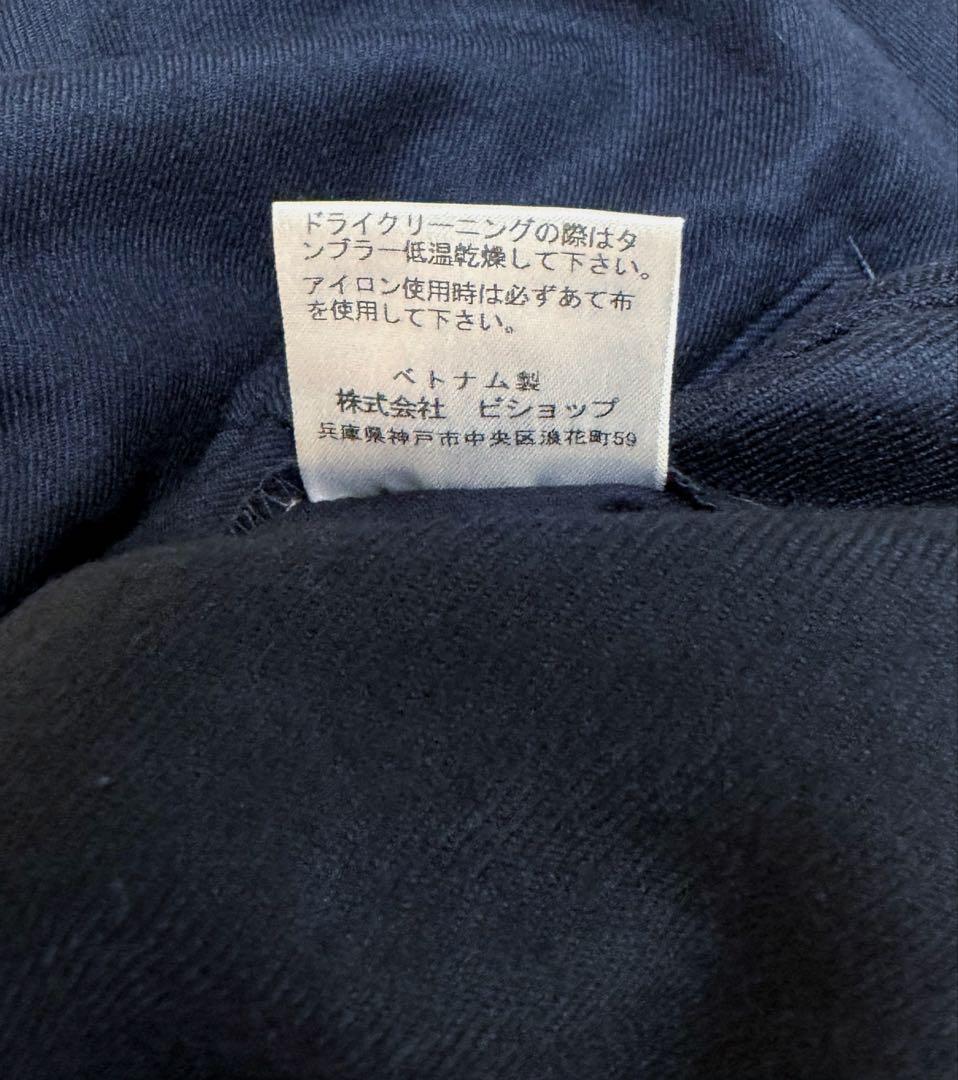 ドライクリーニングの際はタ
ンブラー低温乾燥して下さい。
アイロン使用時は必ずあて布
を使用して下さい。
ベトナム製
株式会社　ビショップ
兵庫県神戸市中央区浪花町59